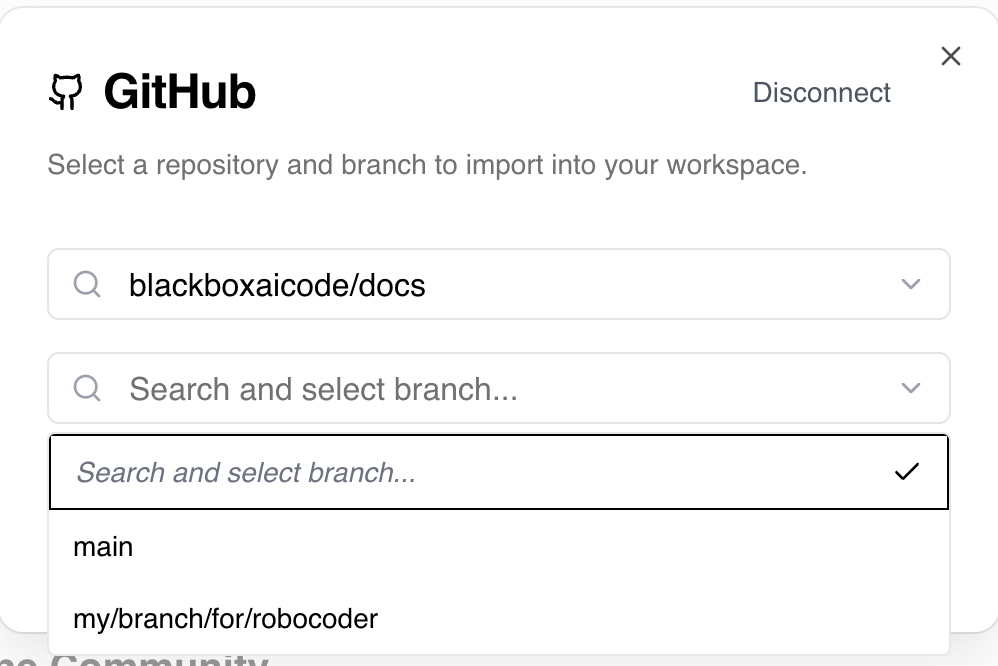 GitHub
Disconnect
Select a repository and branch to import into your workspace.
blackboxaicode/docs
Search and select branch...
Search and select branch...
main
my/branch/for/robocoder
Community